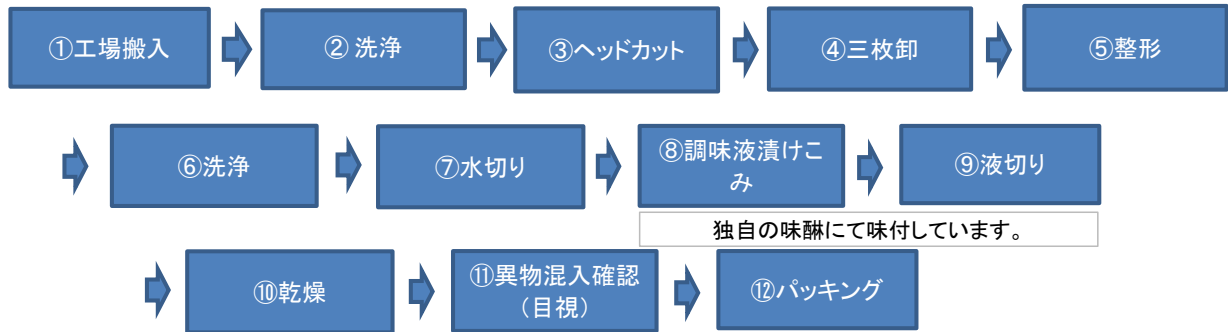 ①工場搬入
② 洗浄
③ヘッドカット
④三枚卸
⑤整形
⑥洗浄
⑦水切り
⑧調味液漬けこ
み
⑨液切り
独自の味醂にて味付しています。
⑩乾燥
⑪異物混入確認
（目視）
⑫パッキング